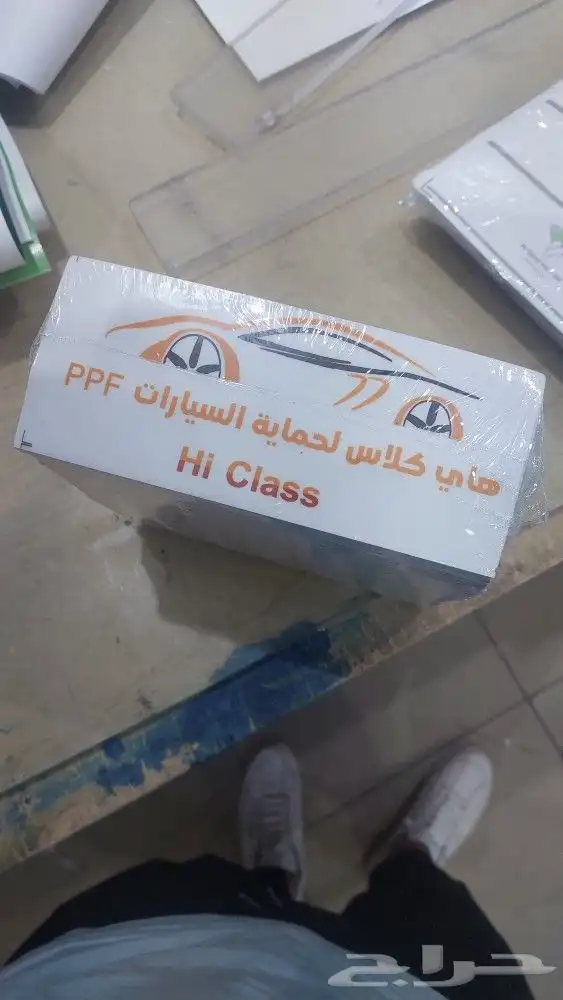 هاي كلاس لحماية السيارات PPF
Hi Class
حراج